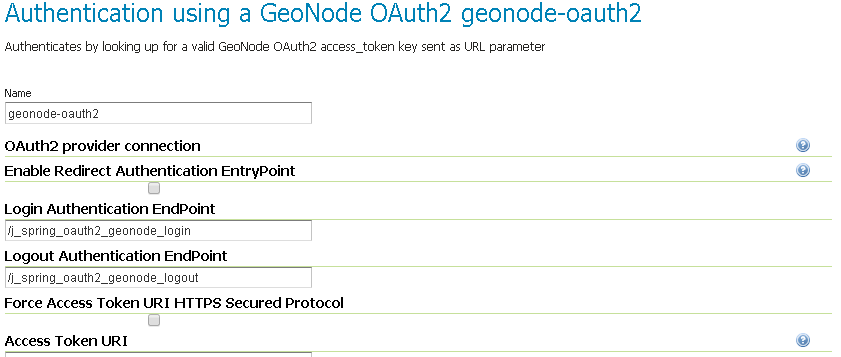 Authentication using a GeoNode OAuth2 geonode-oauth2
Authenticates by looking up for a valid GeoNode OAuth2 access_token key sent as URL parameter
Name
geonode-oauth2
OAuth2 provider connection
Enable Redirect Authentication EntryPoint
Login Authentication EndPoint
/j_spring_oauth2_geonode_login
Logout Authentication EndPoint
/j_spring_oauth2_geonode_logout
Force Access Token URI HTTPS Secured Protocol
Access Token URI